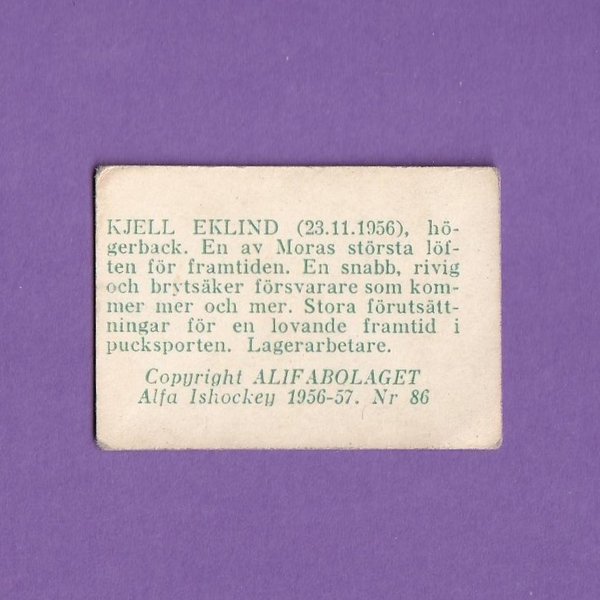 KJELL EKLIND (23.11.1956), hö-
gerback. En av Moras största löf-
ten för framtiden. En snabb, rivig
och brytsäker försvarare som kom-
mer mer och mer. Stora förutsätt-
ningar för en lovande framtid i
pucksporten. Lagerarbetare.
Copyright ALIFABOLAGET
Alfa Ishockey 1956-57. Nr 86